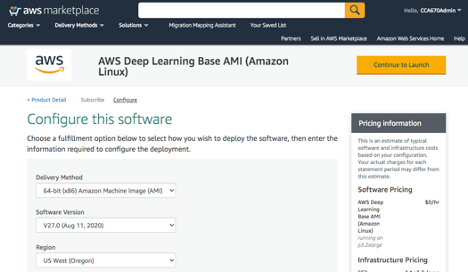 aws marketplace
Hello, CCA670Admin
Categories
Delivery Methods
Solutions
Migration Mapping Assistant
Your Saved List
Partners
Sell in AWS Marketplace
Amazon Web Services Home
Help
aws
AWS Deep Learning Base AMI (Amazon
Linux)
Continue to Launch
< Product Detail
Subscribe
Configure
Configure this software
Choose a fulfillment option below to select how you wish to deploy the software, then enter the
information required to configure the deployment.
Delivery Method
64-bit (x86) Amazon Machine Image (AMI)
Software Version
V27.0 (Aug 11, 2020)
Region
US West (Oregon)
Pricing information
This is an estimate of typical
software and infrastructure costs
based on your configuration.
Your actual charges for each
statement period may differ from
this estimate.
Software Pricing
AWS Deep
$0/hr
Learning
Base AMI
(Amazon
Linux)
running on
p3.2xlarge
Infrastructure Pricing